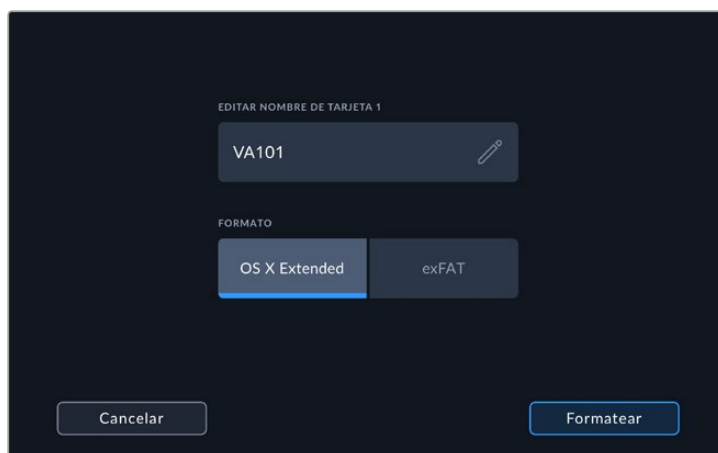 EDITAR NOMBRE DE TARJETA 1
VA101
FORMATO
OS X Extended
exFAT
Cancelar
Formatear